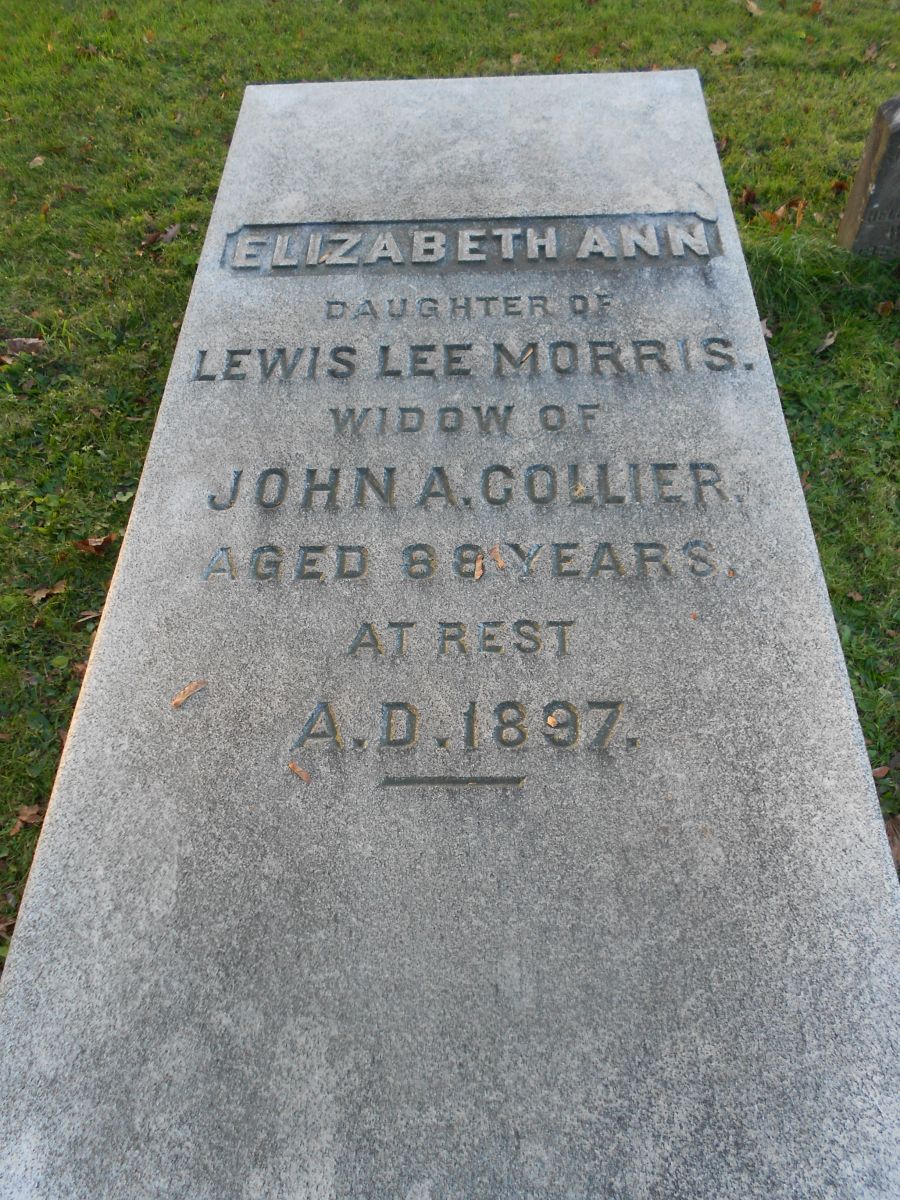 ELIZABETH ANN
DAUGHTER OF
LEWIS LEE MORRIS.
WIDOW OF
JOHN A. COLLIER.
AGED 88 YEARS.
AT REST
A.D. 1897.